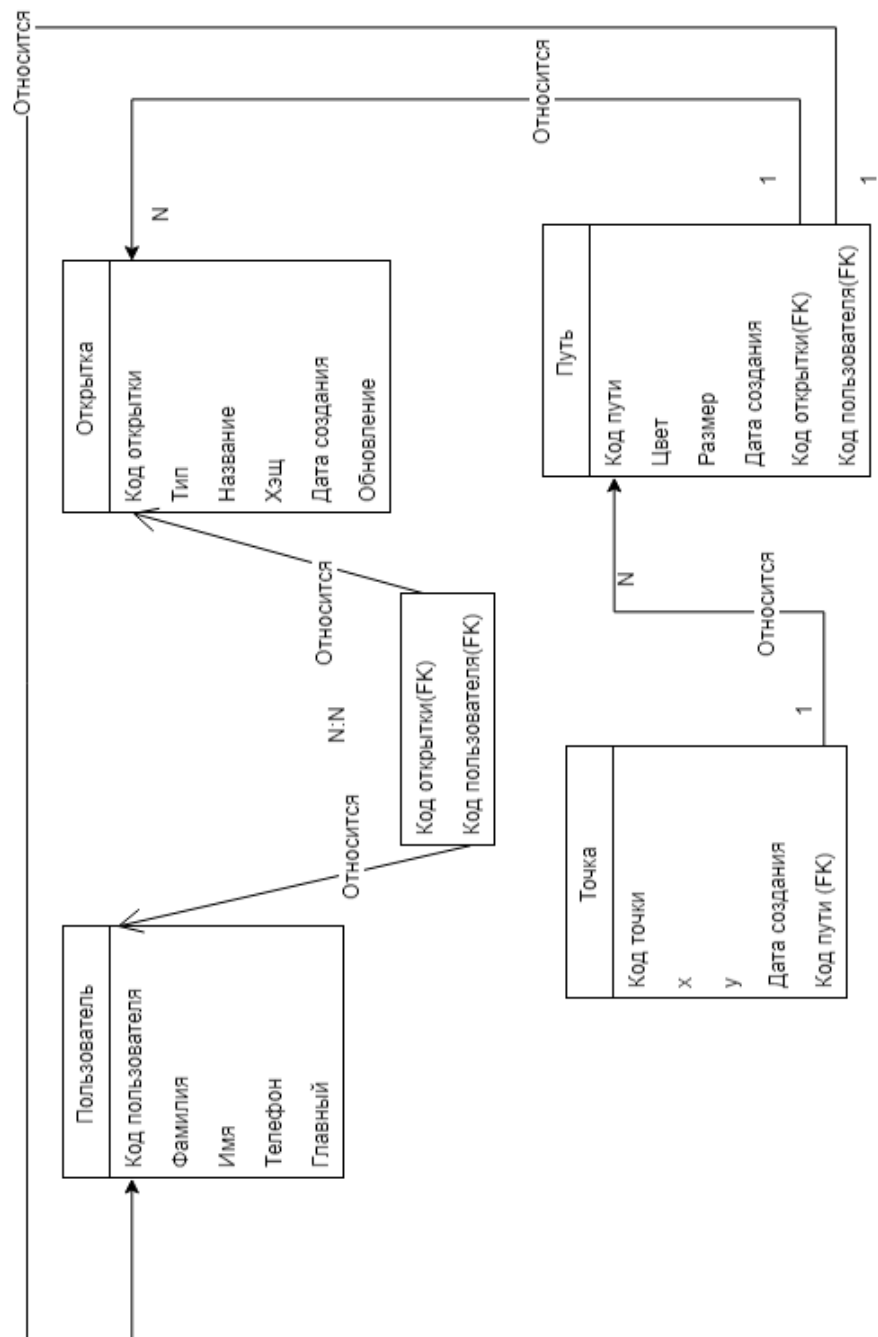 Относится
Пользователь
Код пользователя
Фамилия
Имя
Телефон
Главный
Относится
N:N
Относится
Код открытки(FK)
Код пользователя(FK)
Открытка
Код открытки
Тип
Название
Хэщ
Дата создания
Обновление
N
Относится
Точка
Код точки
x
y
Дата создания
Код пути (FK)
1
Относится
N
Путь
Код пути
Цвет
Размер
Дата создания
Код открытки(FK)
Код пользователя(FK)
1
1